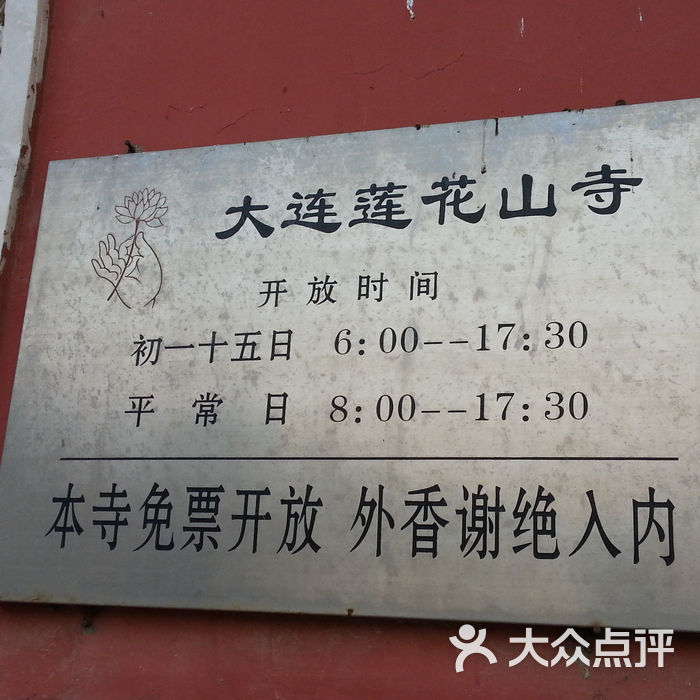 大连莲花山寺
开放时间
初一十五日 6:00--17:30
平常日 8:00--17:30
本寺免票开放 外香谢绝入内
大众点评